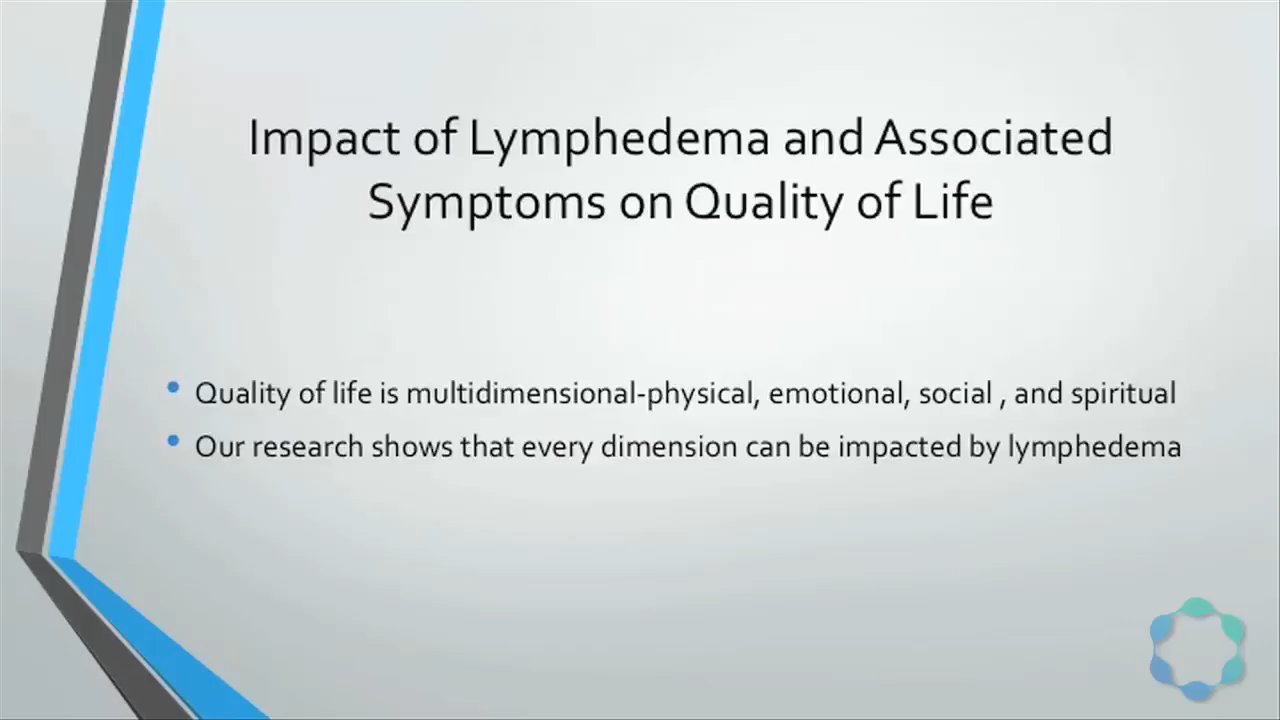 Impact of Lymphedema and Associated
Symptoms on Quality of Life
• Quality of life is multidimensional-physical, emotional, social , and spiritual
• Our research shows that every dimension can be impacted by lymphedema